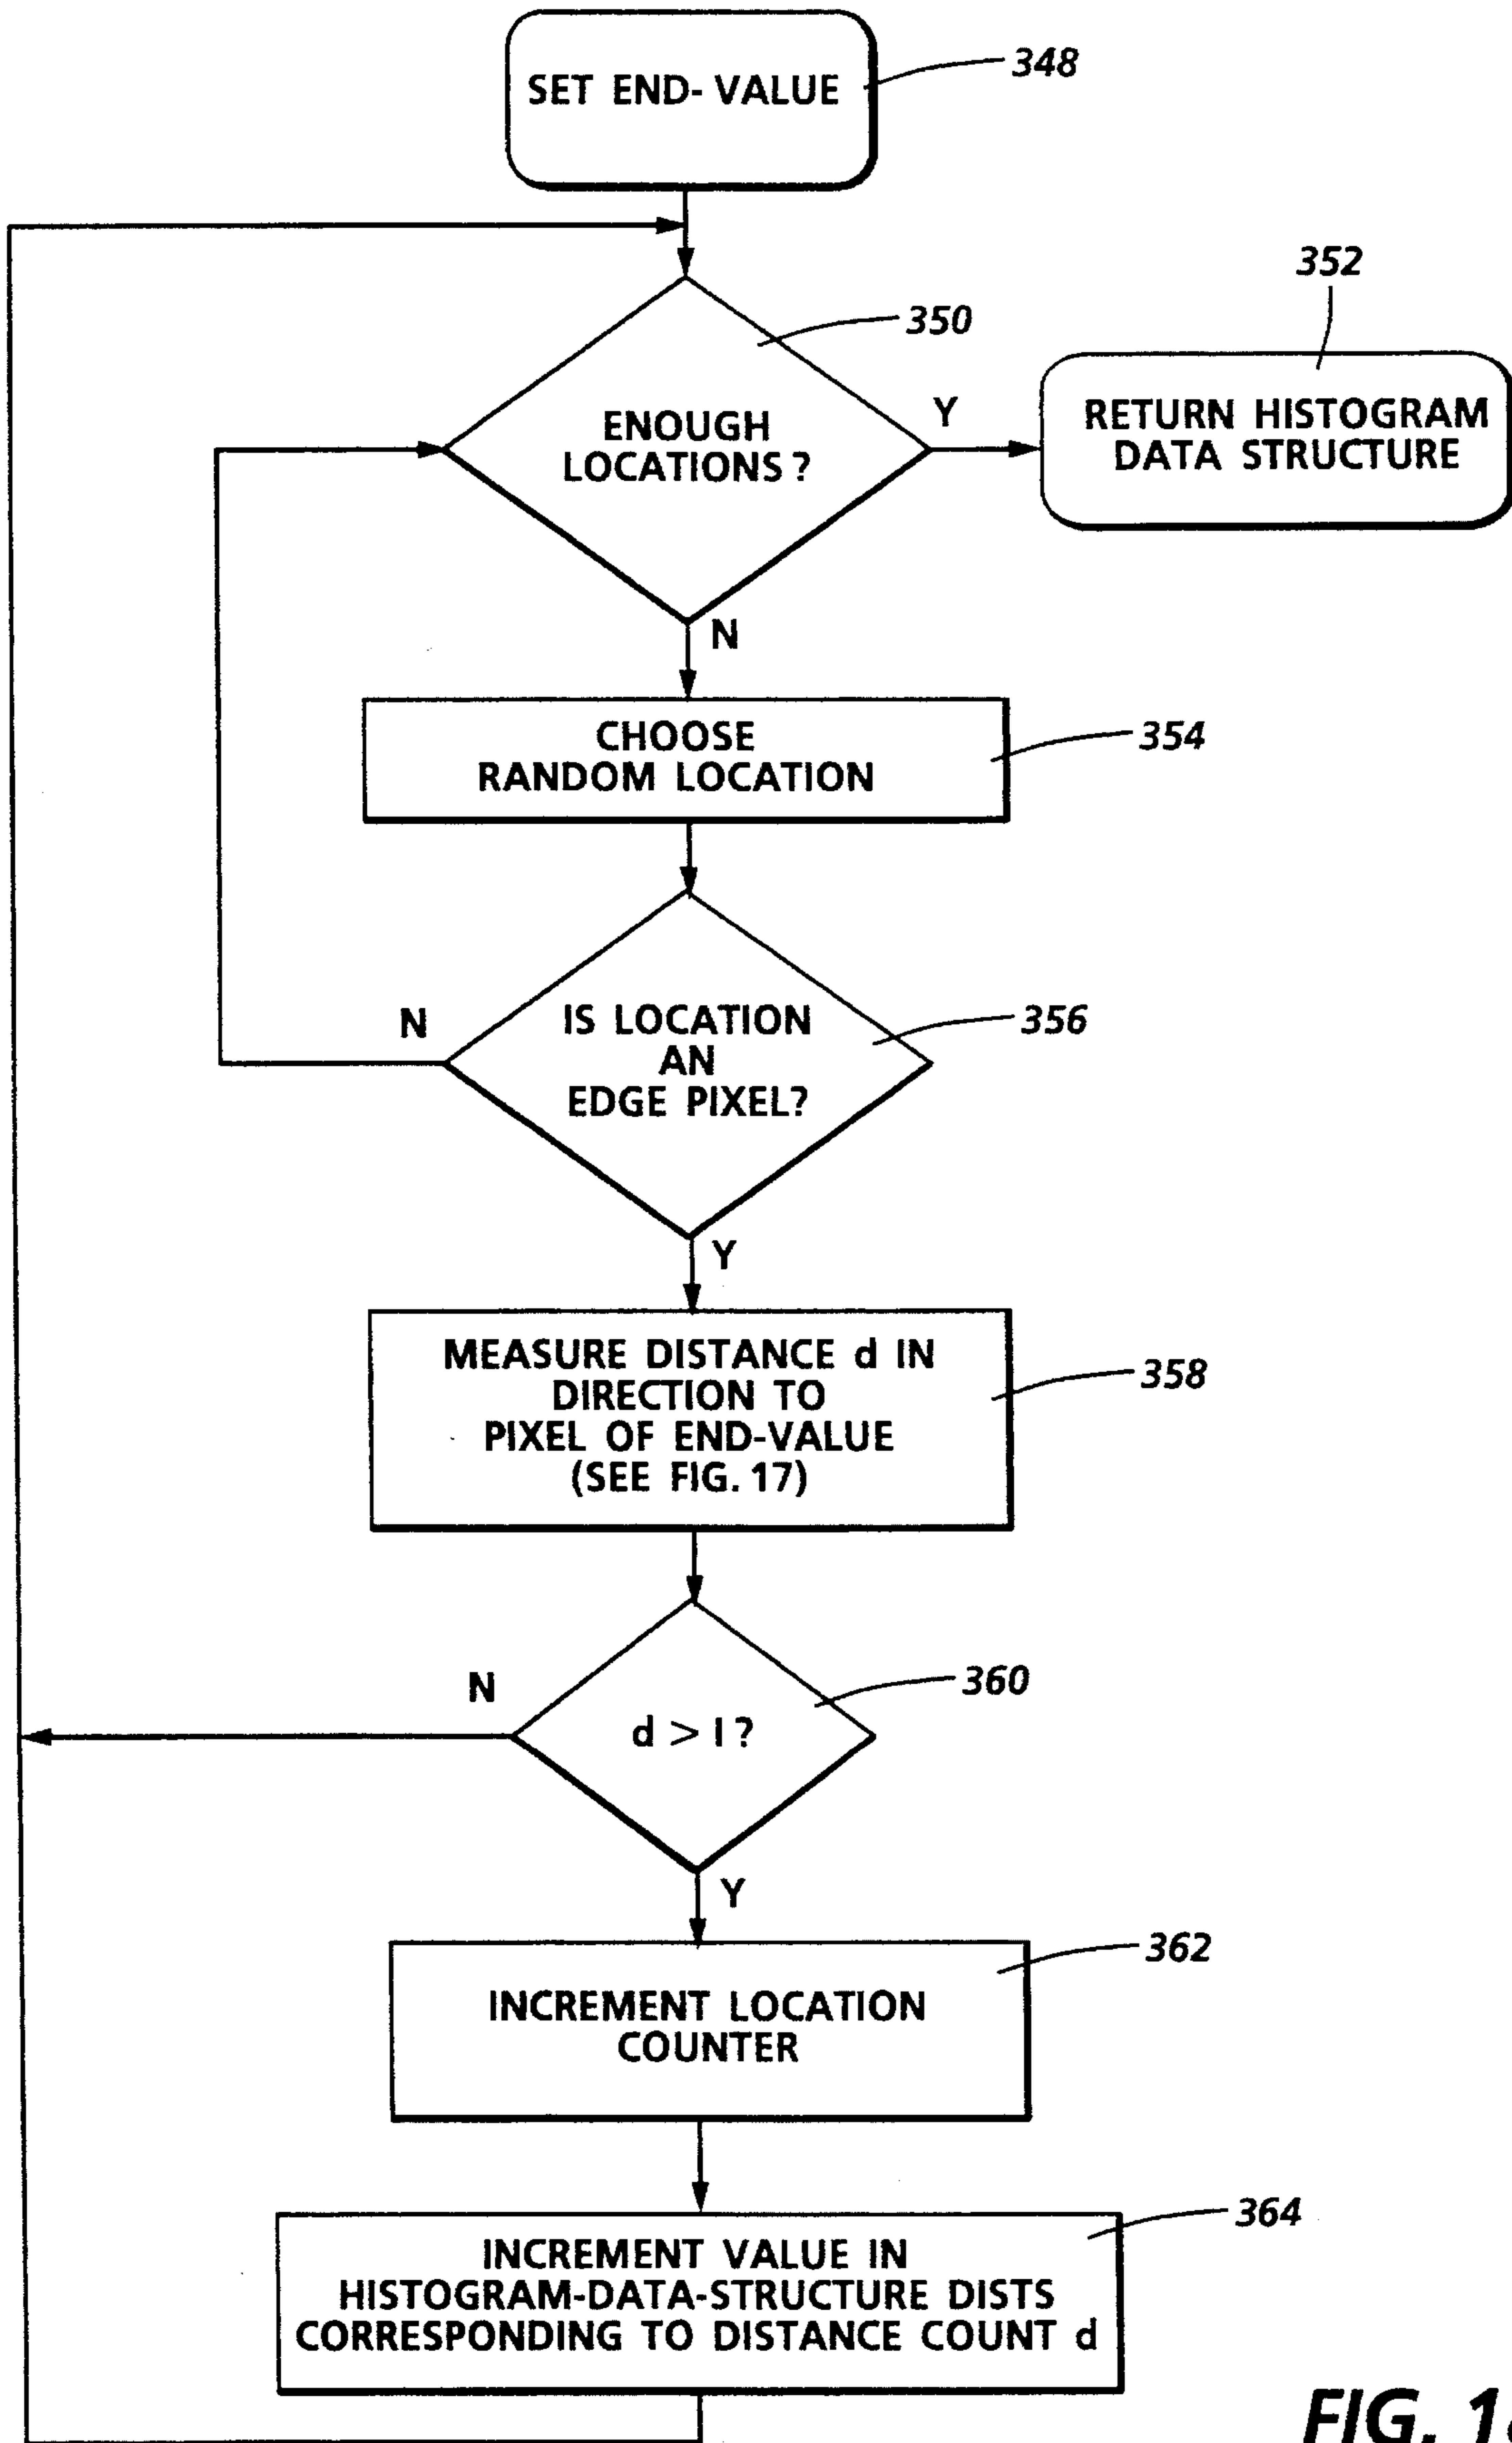 SET END-VALUE
348
350
352
ENOUGH
LOCATIONS?
Y
RETURN HISTOGRAM
DATA STRUCTURE
N
CHOOSE
RANDOM LOCATION
354
N
IS LOCATION
AN
EDGE PIXEL?
356
Y
MEASURE DISTANCE d IN
DIRECTION TO
PIXEL OF END-VALUE
(SEE FIG. 17)
358
N
d > I?
360
Y
INCREMENT LOCATION
COUNTER
362
INCREMENT VALUE IN
HISTOGRAM-DATA-STRUCTURE DISTS
CORRESPONDING TO DISTANCE COUNT d
364
FIG.